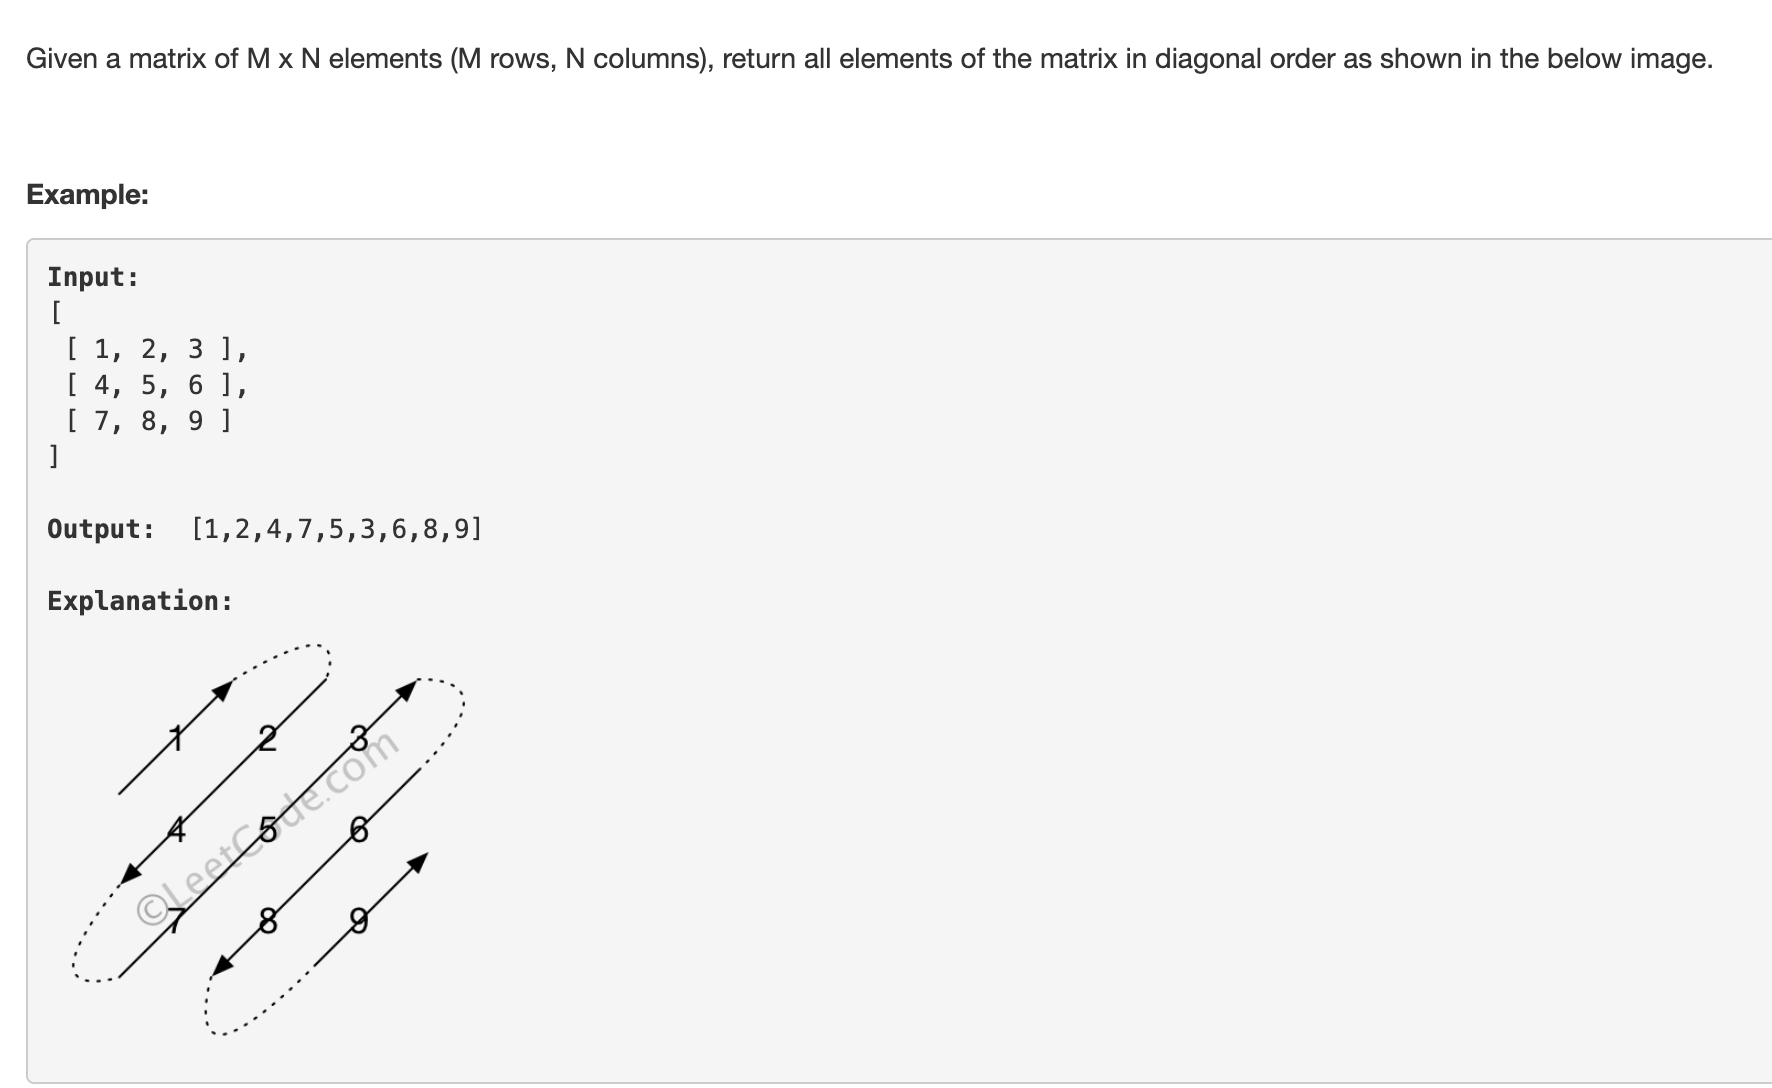 Given a matrix of M x N elements (M rows, N columns), return all elements of the matrix in diagonal order as shown in the below image.
Example:
Input:
[
 [ 1, 2, 3 ],
 [ 4, 5, 6 ],
 [ 7, 8, 9 ]
]
Output:  [1,2,4,7,5,3,6,8,9]
Explanation:
1 2 3
4 5 6
7 8 9
©LeetCode.com